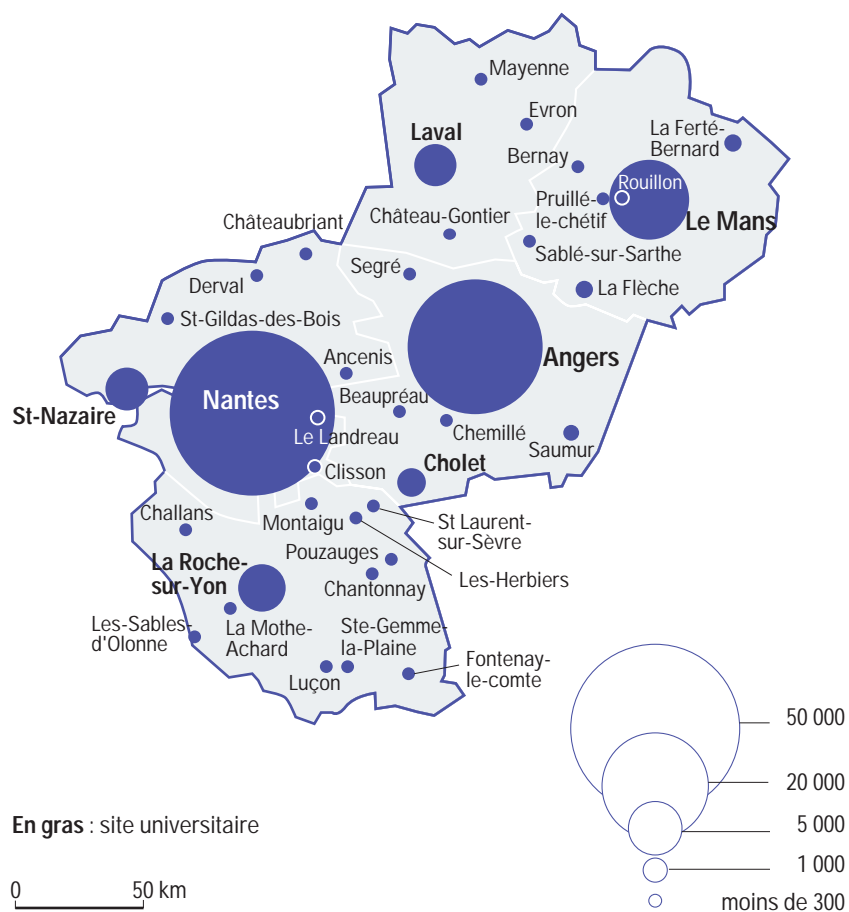 Mayenne
Evron
Laval
Bernay
La Ferté-
Bernard
Rouillon
Pruillé-
le-chétif
Le Mans
Châteaubriant
Château-Gontier
Sablé-sur-Sarthe
Derval
Segré
La Flèche
St-Gildas-des-Bois
Ancenis
Angers
Beaupréau
Nantes
St-Nazaire
Le Landreau
Chemillé
Saumur
Clisson
Cholet
Challans
Montaigu
St Laurent-
sur-Sèvre
Pouzauges
Les-Herbiers
La Roche-
sur-Yon
Chantonnay
Les-Sables-
d'Olonne
La Mothe-
Achard
Ste-Gemme-
la-Plaine
Luçon
Fontenay-
le-comte
50 000
20 000
5 000
1 000
moins de 300
En gras : site universitaire
0 50 km